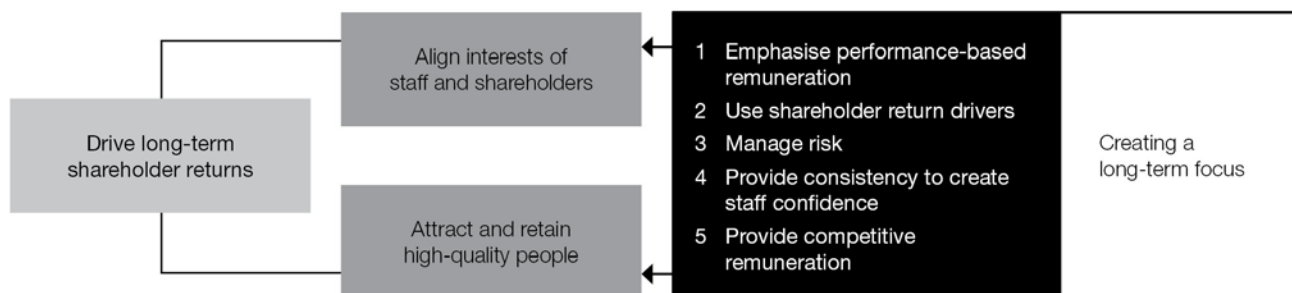 Drive long-term
shareholder returns
Align interests of
staff and shareholders
Attract and retain
high-quality people
1 Emphasise performance-based
remuneration
2 Use shareholder return drivers
3 Manage risk
4 Provide consistency to create
staff confidence
5 Provide competitive
remuneration
Creating a
long-term focus